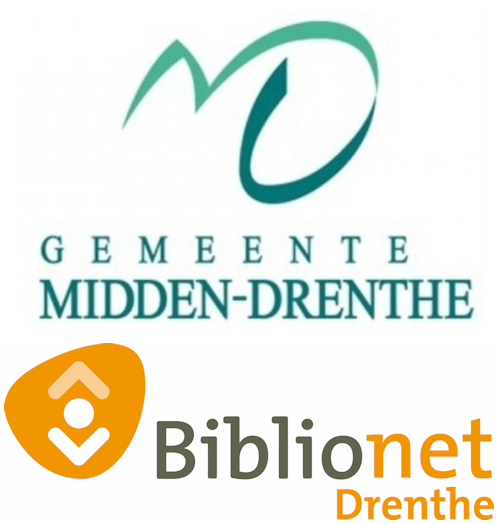 GEMEENTE
MIDDEN-DRENTHE
Biblionet
Drenthe